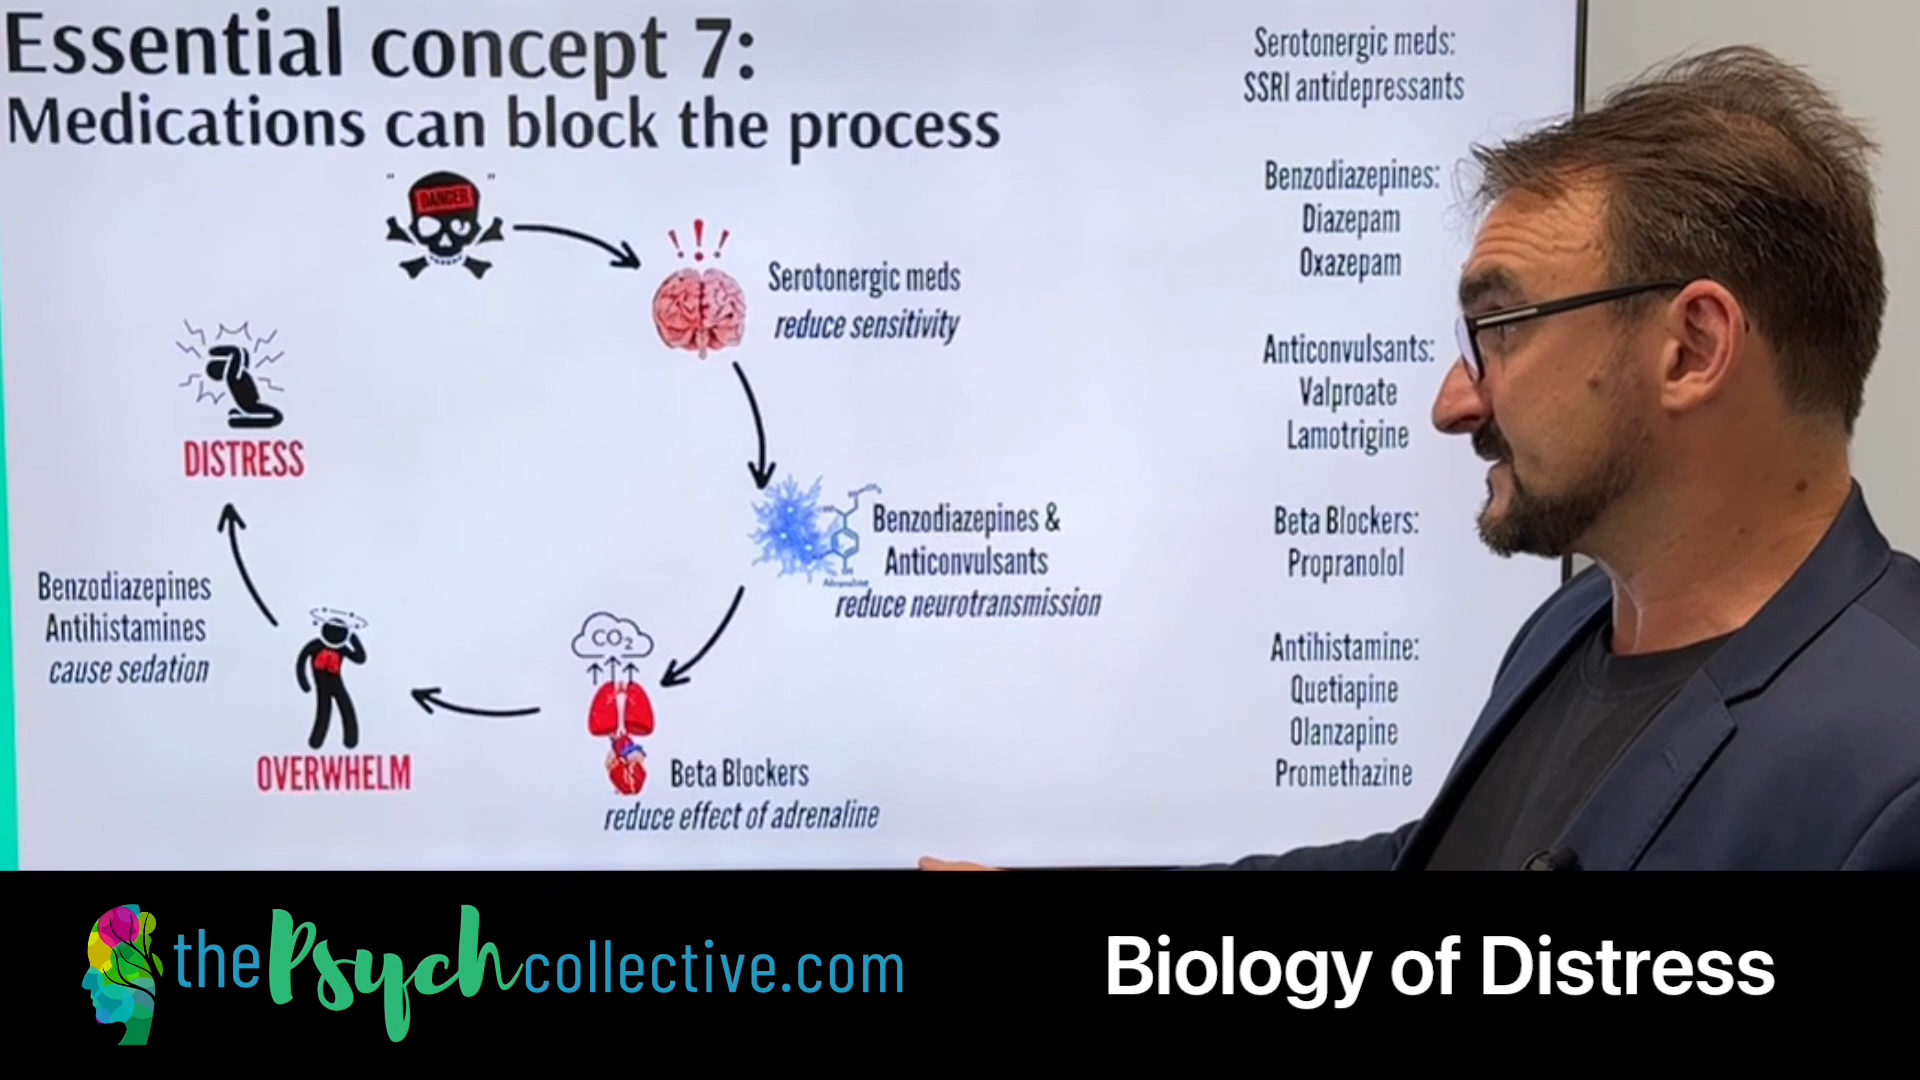 Essential concept 7:
Medications can block the process
" DANGER "
! ! !
Serotonergic meds
reduce sensitivity
DISTRESS
Benzodiazepines &
Anticonvulsants
reduce neurotransmission
Benzodiazepines
Antihistamines
cause sedation
CO2
OVERWHELM
Beta Blockers
reduce effect of adrenaline
Serotonergic meds:
SSRI antidepressants
Benzodiazepines:
Diazepam
Oxazepam
Anticonvulsants:
Valproate
Lamotrigine
Beta Blockers:
Propranolol
Antihistamine:
Quetiapine
Olanzapine
Promethazine
thePsychcollective.com
Biology of Distress